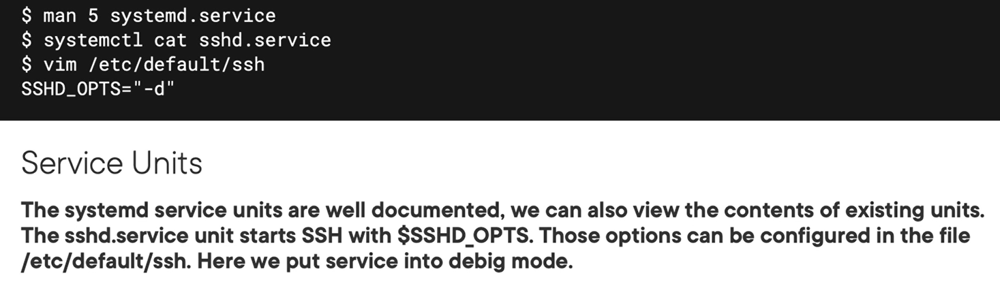 $ man 5 systemd.service
$ systemctl cat sshd.service
$ vim /etc/default/ssh
SSHD_OPTS="-d"
Service Units
The systemd service units are well documented, we can also view the contents of existing units.
The sshd.service unit starts SSH with $SSHD_OPTS. Those options can be configured in the file
/etc/default/ssh. Here we put service into debig mode.